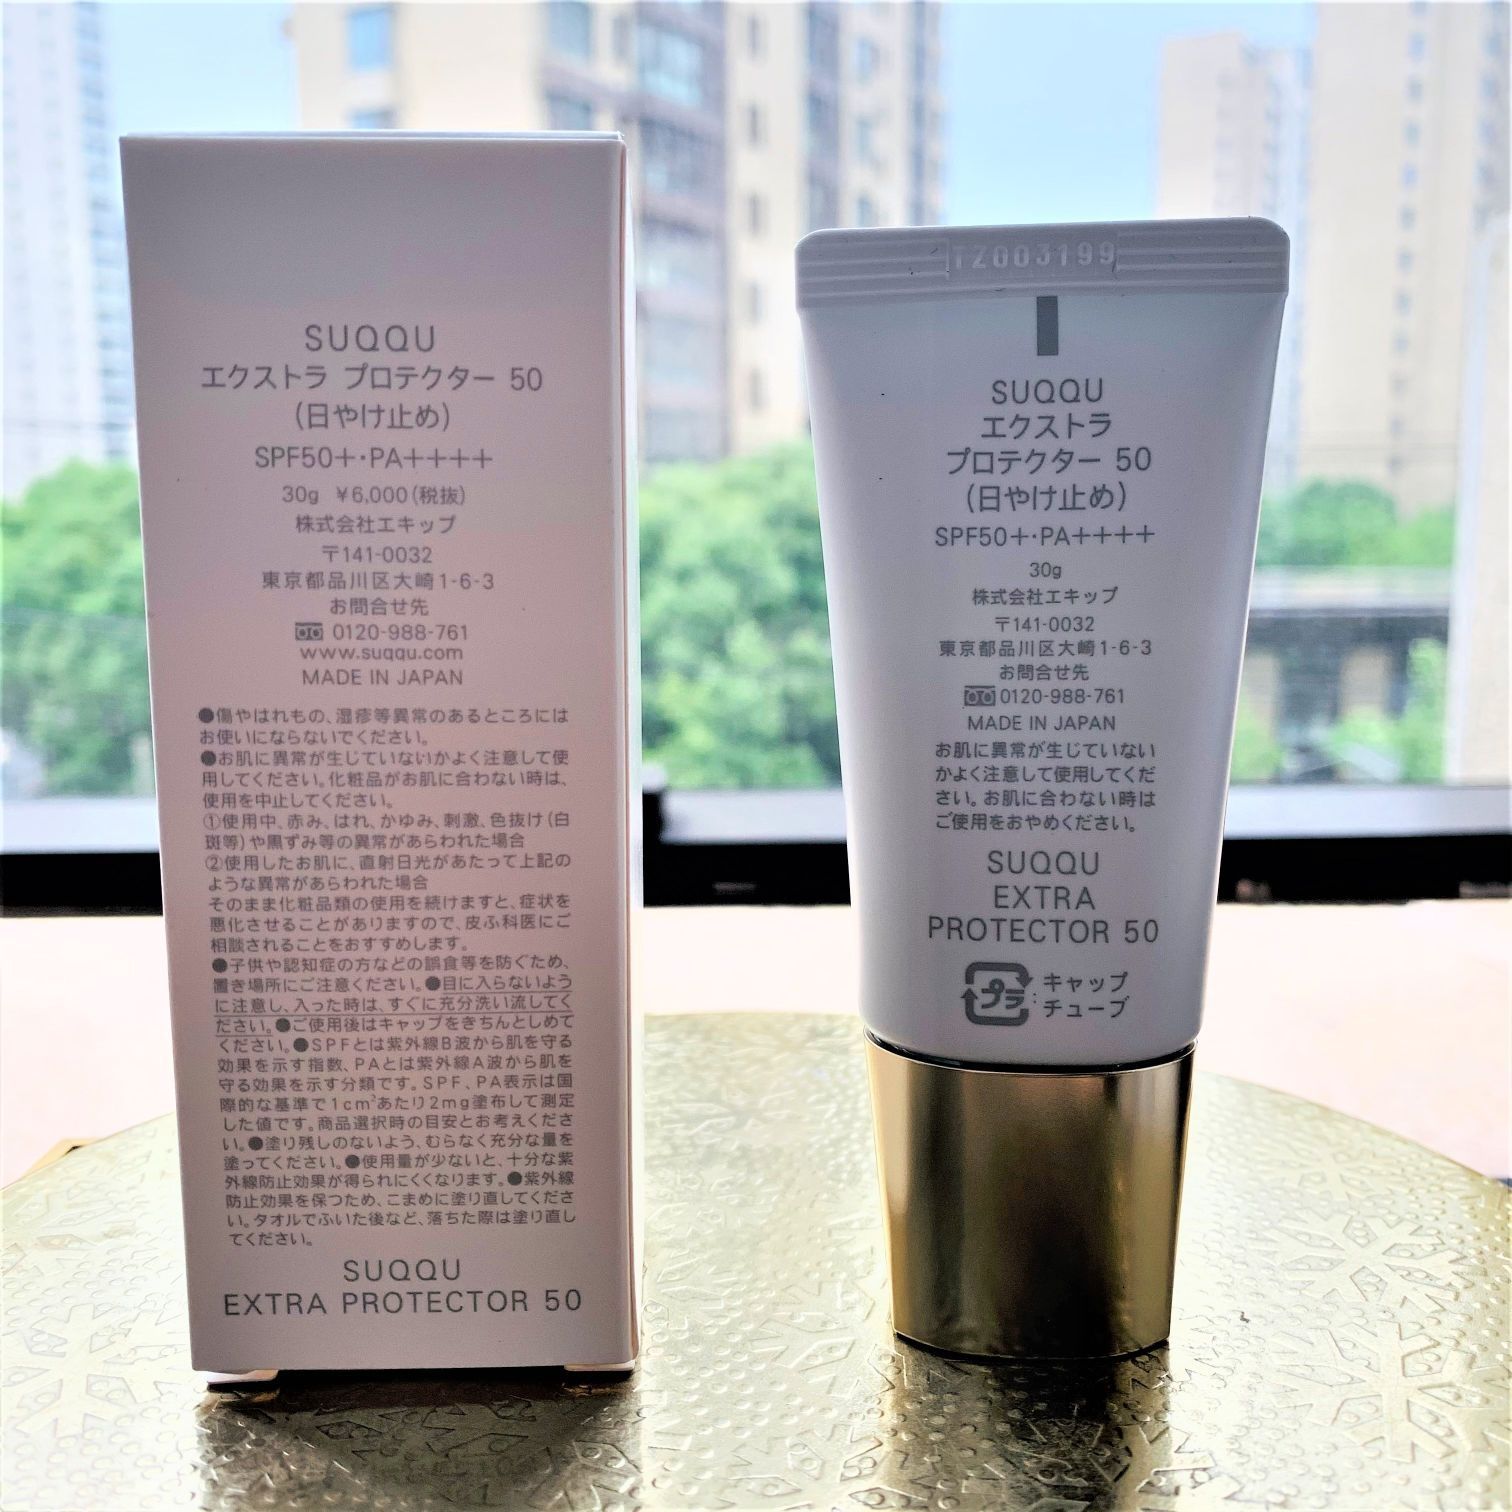 SUQQU
エクストラ プロテクター 50
(日やけ止め)
SPF50+・PA++++
30g ¥6,000(税抜)
株式会社エキップ
〒141-0032
東京都品川区大崎1-6-3
お問合せ先
0120-988-761
www.suqqu.com
MADE IN JAPAN
●傷やはれもの、湿疹等異常のあるところには
お使いにならないでください。
●お肌に異常が生じていないかよく注意して使
用してください。化粧品がお肌に合わない時は、
使用を中止してください。
①使用中、赤み、はれ、かゆみ、刺激、色抜け(白
斑等)や黒ずみ等の異常があらわれた場合
②使用したお肌に、直射日光があたって上記の
ような異常があらわれた場合
そのまま化粧品類の使用を続けますと、症状を
悪化させることがありますので、皮ふ科医にご
相談されることをおすすめします。
●子供や認知症の方などの誤食等を防ぐため、
置き場所にご注意ください。●目に入らないよう
に注意し、入った時は、すぐに充分洗い流してく
ださい。●ご使用後はキャップをきちんとしめて
ください。●SPFとは紫外線B波から肌を守る
効果を示す指数、PAとは紫外線A波から肌を
守る効果を示す分類です。SPF、PA表示は国
際的な基準で1cm²あたり2mg塗布して測定
した値です。商品選択時の目安とお考えくださ
い。●塗り残しのないよう、むらなく充分な量を
塗ってください。●使用量が少ないと、十分な紫
外線防止効果が得られにくくなります。●紫外線
防止効果を保つため、こまめに塗り直してくださ
い。タオルでふいた後など、落ちた際は塗り直し
てください。
SUQQU
EXTRA PROTECTOR 50
TZ003199
SUQQU
エクストラ
プロテクター 50
(日やけ止め)
SPF50+・PA++++
30g
株式会社エキップ
〒141-0032
東京都品川区大崎1-6-3
お問合せ先
0120-988-761
MADE IN JAPAN
お肌に異常が生じていない
かよく注意して使用してくだ
さい。お肌に合わない時は
ご使用をおやめください。
SUQQU
EXTRA
PROTECTOR 50
プラ
キャップ
チューブ